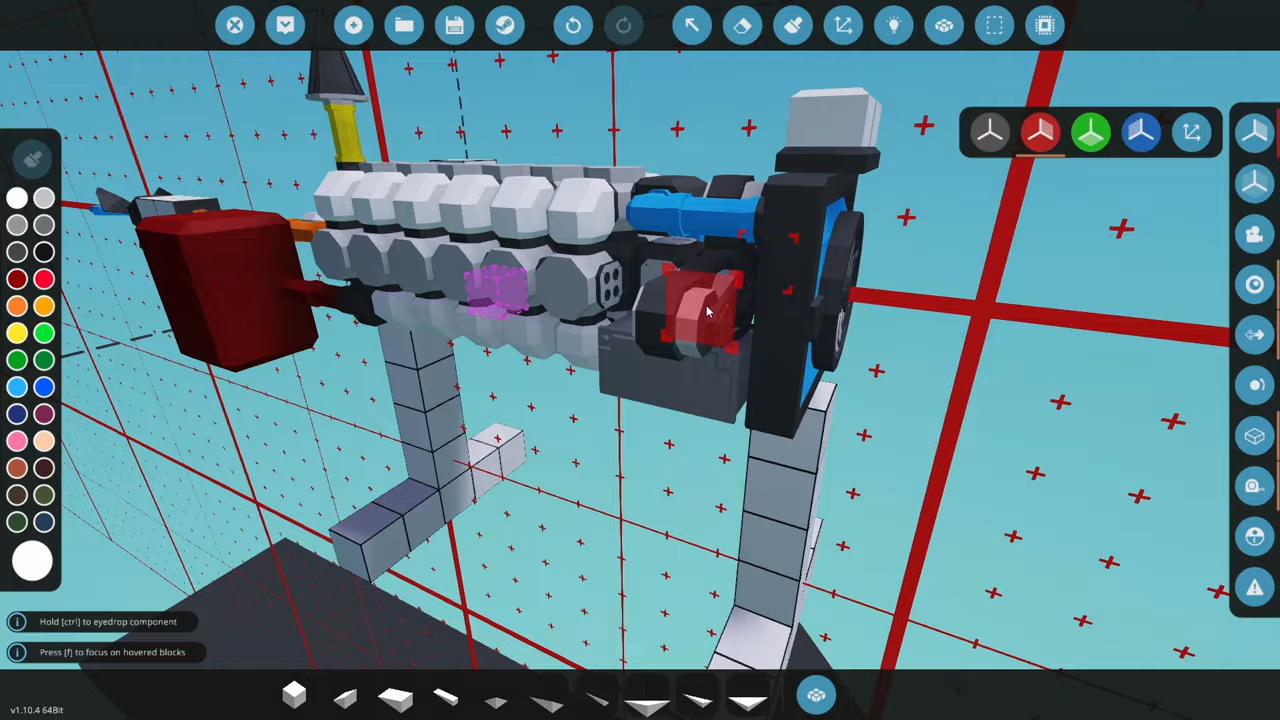 Hold [ctrl] to eyedrop component
Press [f] to focus on hovered blocks
v1.10.4 64Bit